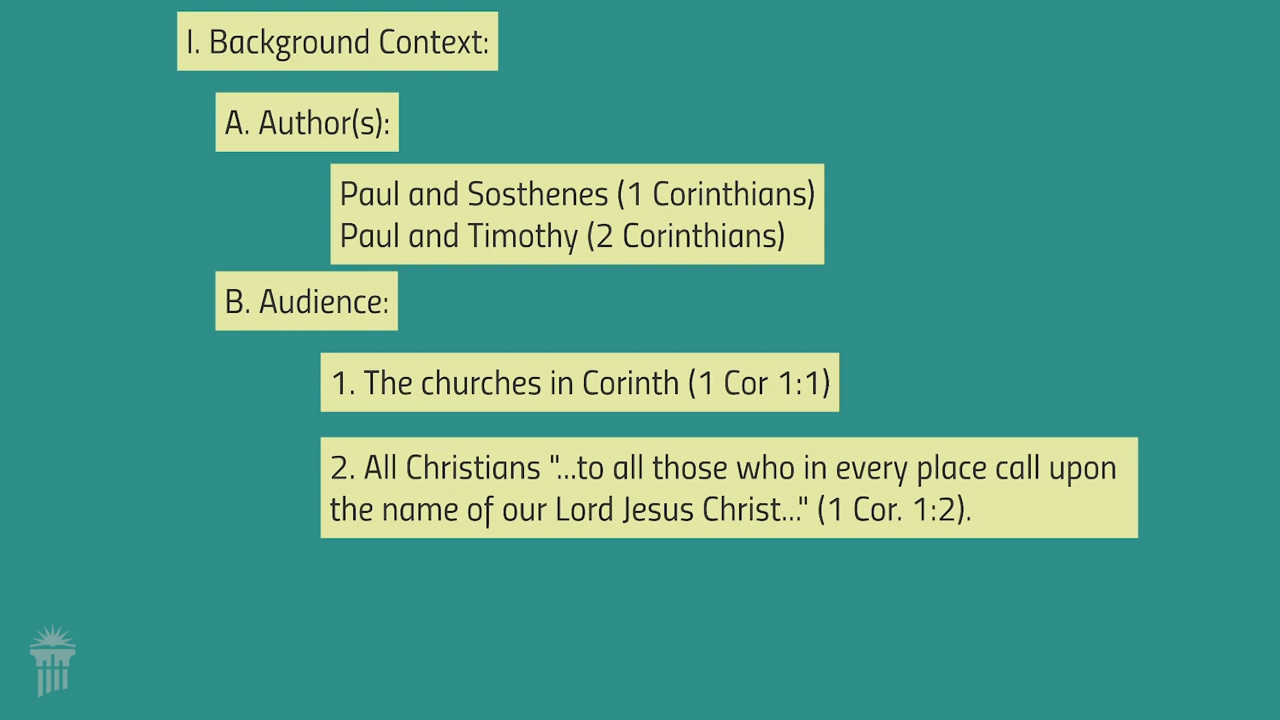 I. Background Context:
A. Author(s):
Paul and Sosthenes (1 Corinthians)
Paul and Timothy (2 Corinthians)
B. Audience:
1. The churches in Corinth (1 Cor 1:1)
2. All Christians "...to all those who in every place call upon
the name of our Lord Jesus Christ..." (1 Cor. 1:2).